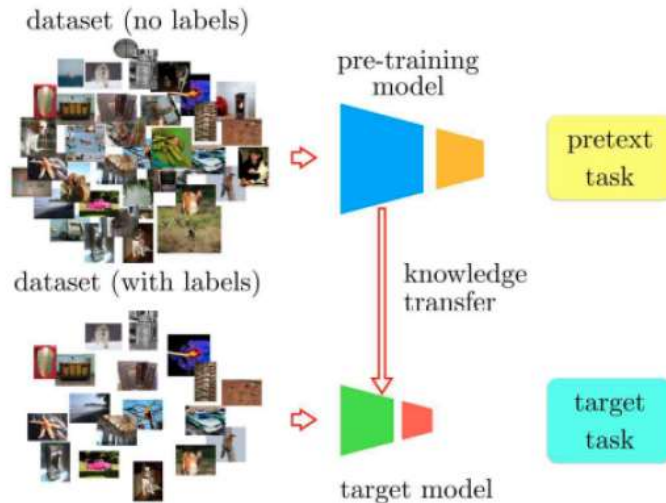 dataset (no labels)
pre-training
model
pretext
task
dataset (with labels)
knowledge
transfer
target
task
target model